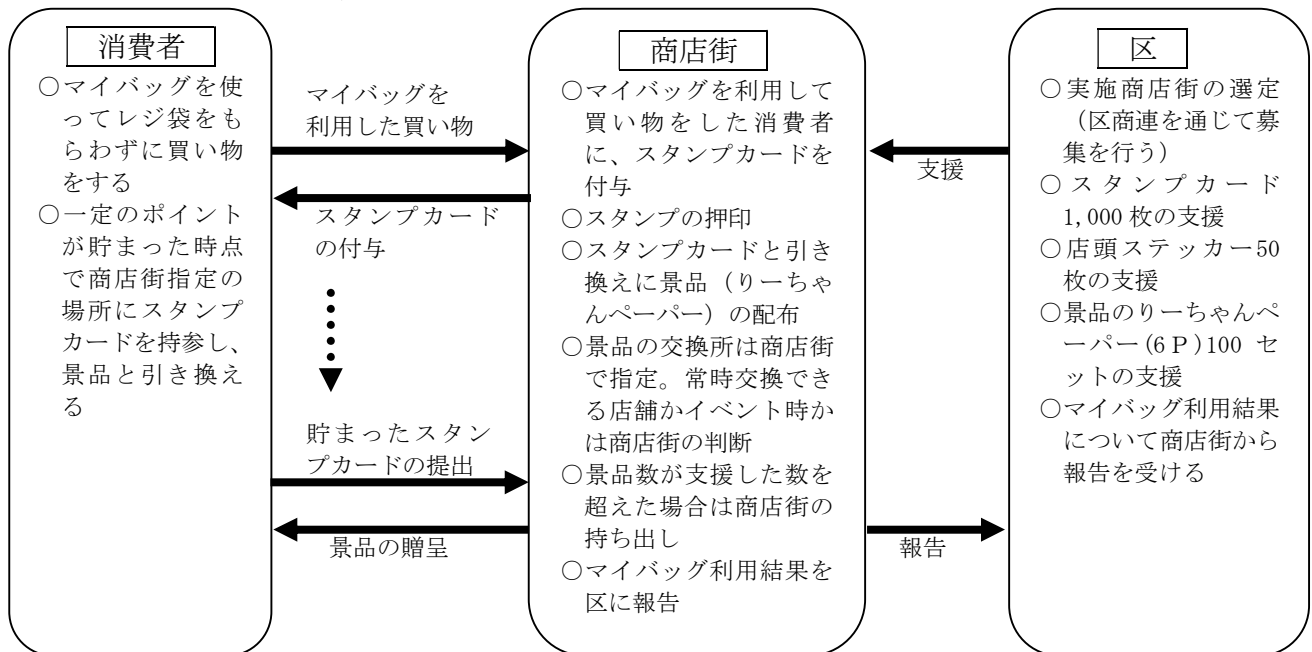 消費者
○マイバッグを使
ってレジ袋をも
らわずに買い物
をする
○一定のポイント
が貯まった時点
で商店街指定の
場所にスタンプ
カードを持参し、
景品と引き換え
る
マイバッグを
利用した買い物
スタンプカード
の付与
貯まったスタン
プカードの提出
景品の贈呈
商店街
○マイバッグを利用して
買い物をした消費者
に、スタンプカードを
付与
○スタンプの押印
○スタンプカードと引き
換えに景品（りーちゃ
んペーパー）の配布
○景品の交換所は商店街
で指定。常時交換でき
る店舗かイベント時か
は商店街の判断
○景品数が支援した数を
超えた場合は商店街の
持ち出し
○マイバッグ利用結果を
区に報告
支援
報告
区
○実施商店街の選定
（区商連を通じて募
集を行う）
○スタンプカード
1,000枚の支援
○店頭ステッカー50
枚の支援
○景品のりーちゃんペ
ーパー(6Ｐ)100 セ
ットの支援
○マイバッグ利用結果
について商店街から
報告を受ける